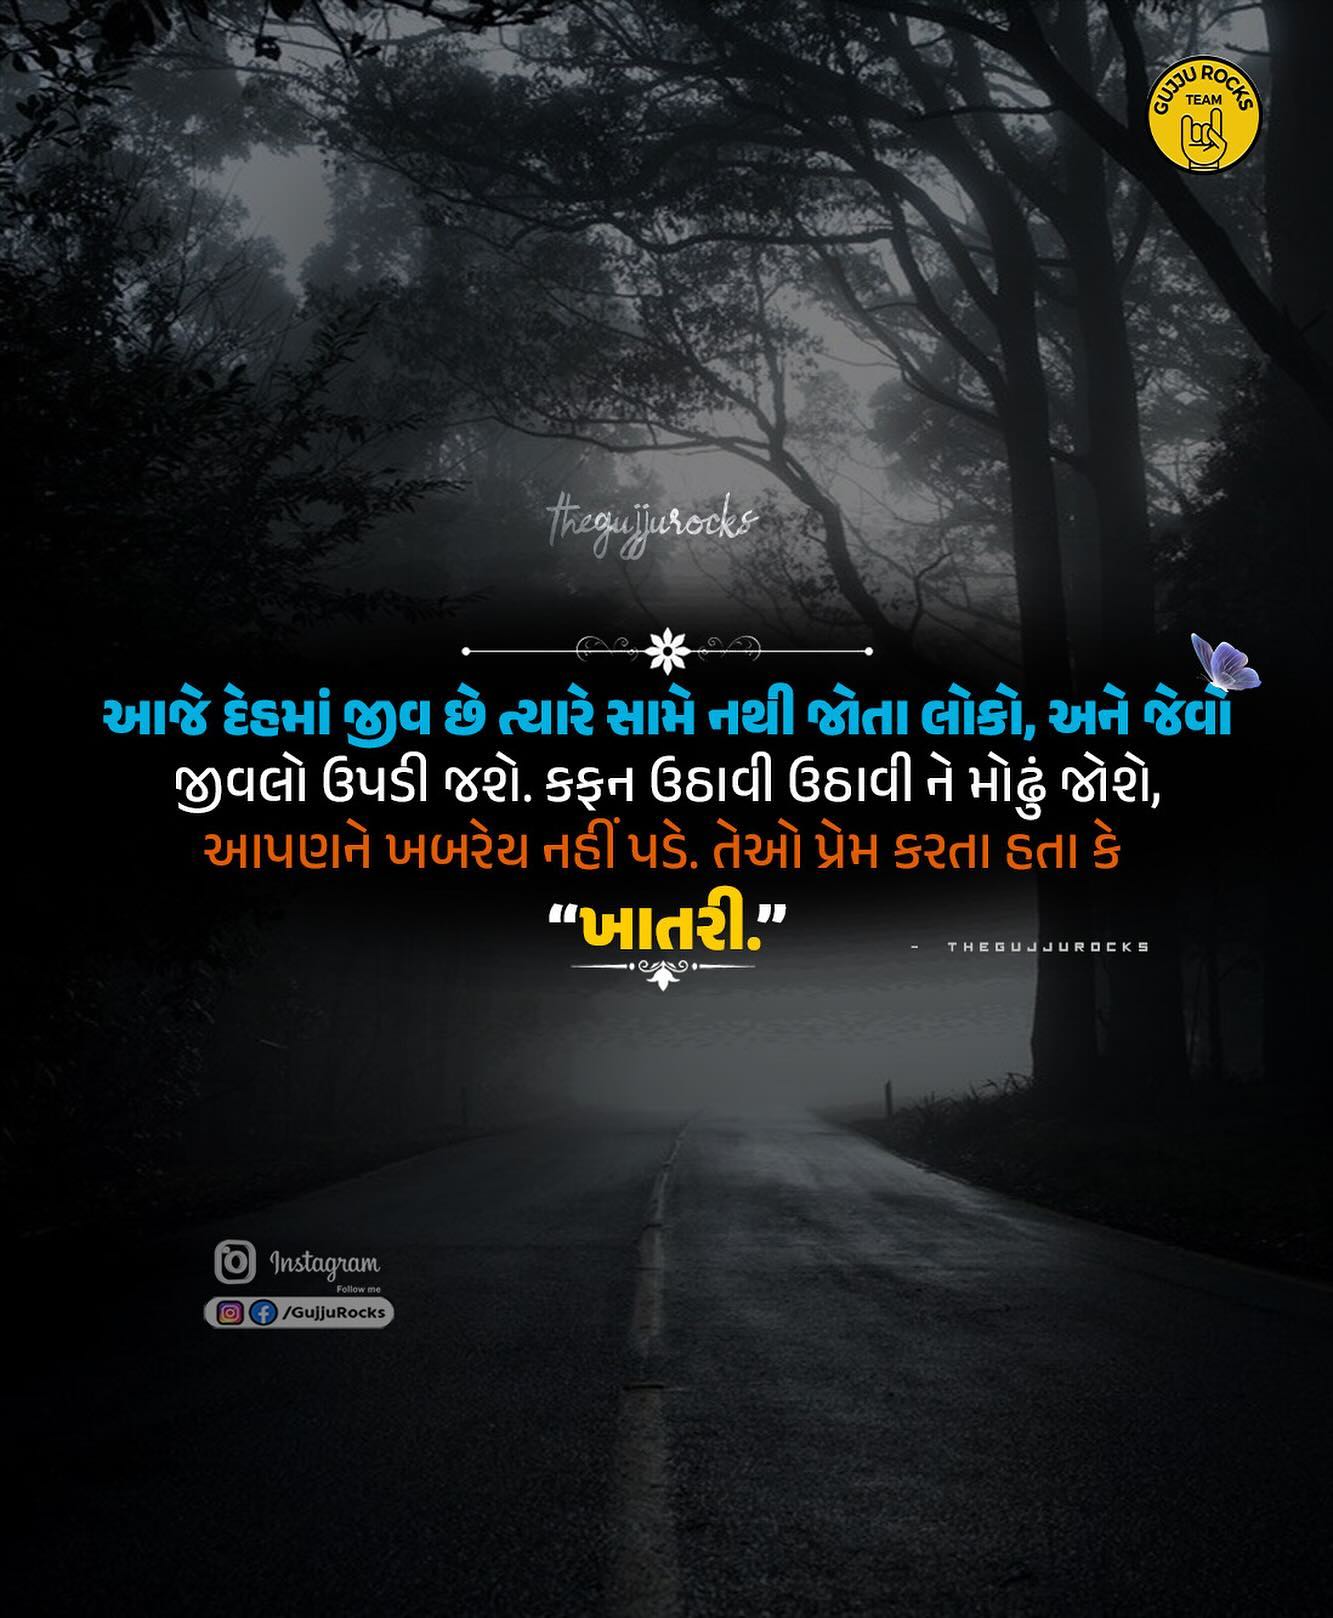 GUJJU ROCKS
TEAM
thegujjurocks
આજે દેહમાં જીવ છે ત્યારે સામે નથી જોતા લોકો, અને જેવો
જીવલો ઉપડી જશે. કફન ઉઠાવી ઉઠાવી ને મોઢું જોશે,
આપણને ખબરેય નહીં પડે. તેઓ પ્રેમ કરતા હતા કે
“ખાતરી.”
- THEGUJJUROCKS
Instagram
Follow me
/GujjuRocks